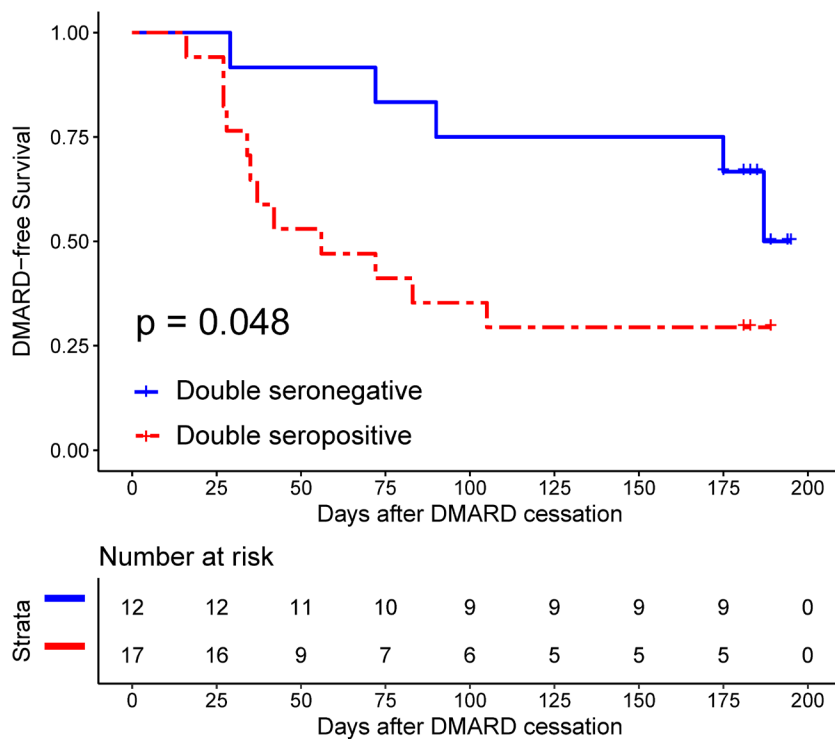 1.00
0.75
0.50
0.25
0.00
DMARD−free Survival
p = 0.048
Double seronegative
Double seropositive
0 25 50 75 100 125 150 175 200
Days after DMARD cessation
Number at risk
Strata
12 12 11 10 9 9 9 9 0
17 16 9 7 6 5 5 5 0
0 25 50 75 100 125 150 175 200
Days after DMARD cessation